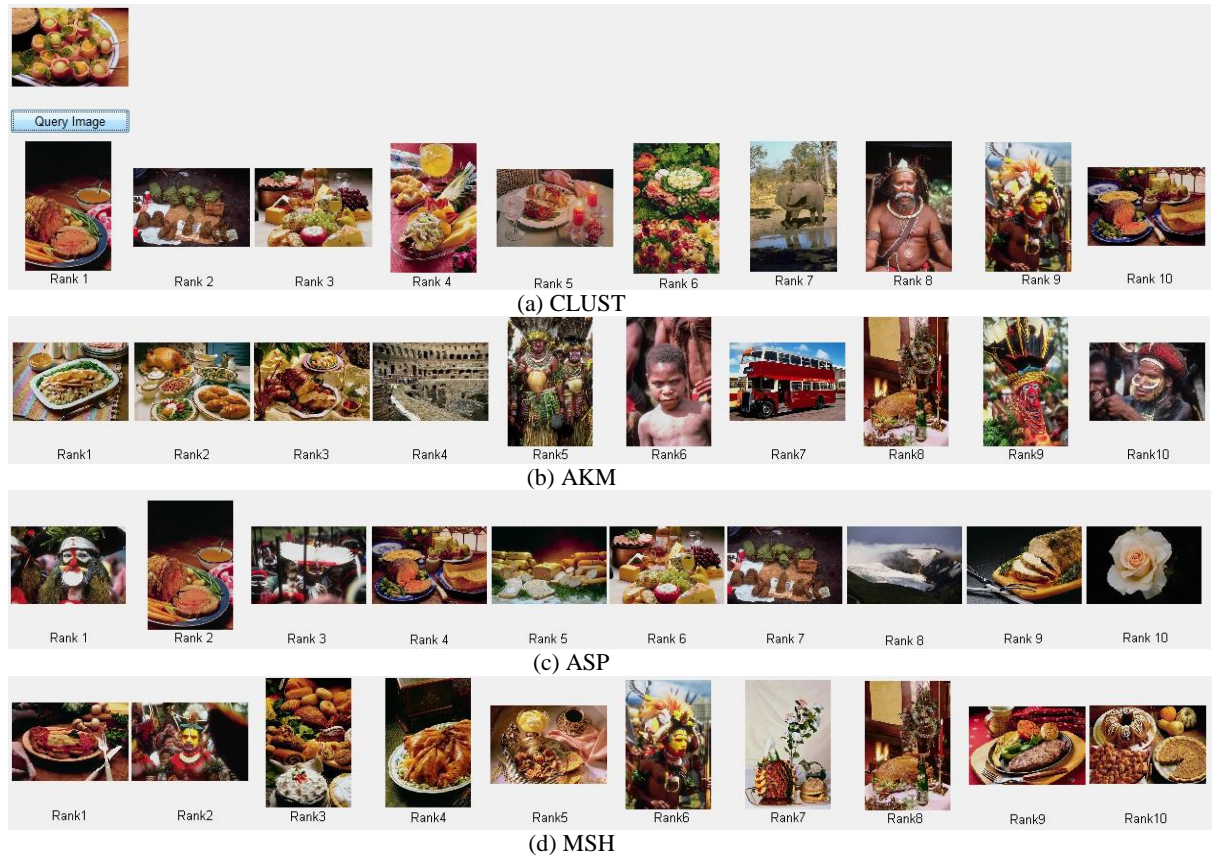 Query Image
Rank 1 Rank 2 Rank 3 Rank 4 Rank 5 Rank 6 Rank 7 Rank 8 Rank 9 Rank 10
(a) CLUST
Rank1 Rank2 Rank3 Rank4 Rank5 Rank6 Rank7 Rank8 Rank9 Rank10
(b) AKM
Rank 1 Rank 2 Rank 3 Rank 4 Rank 5 Rank 6 Rank 7 Rank 8 Rank 9 Rank 10
(c) ASP
Rank1 Rank2 Rank3 Rank4 Rank5 Rank6 Rank7 Rank8 Rank9 Rank10
(d) MSH